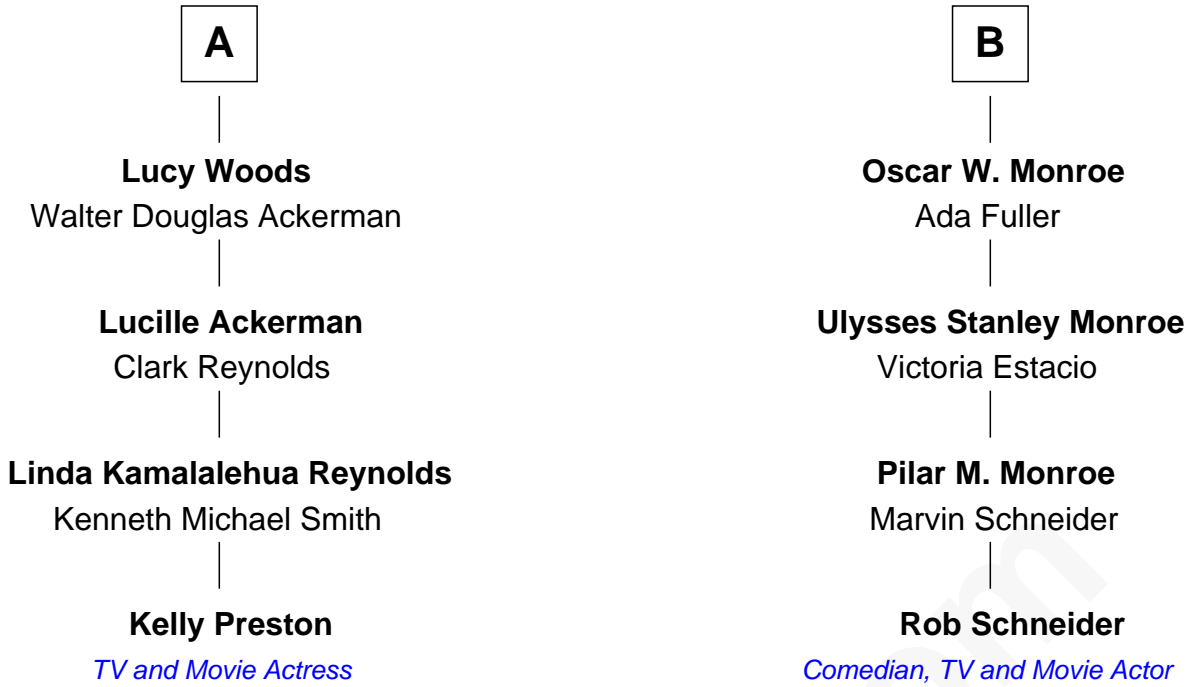 A
B
Lucy Woods
Walter Douglas Ackerman
Oscar W. Monroe
Ada Fuller
Lucille Ackerman
Clark Reynolds
Ulysses Stanley Monroe
Victoria Estacio
Linda Kamalalehua Reynolds
Kenneth Michael Smith
Pilar M. Monroe
Marvin Schneider
Kelly Preston
TV and Movie Actress
Rob Schneider
Comedian, TV and Movie Actor